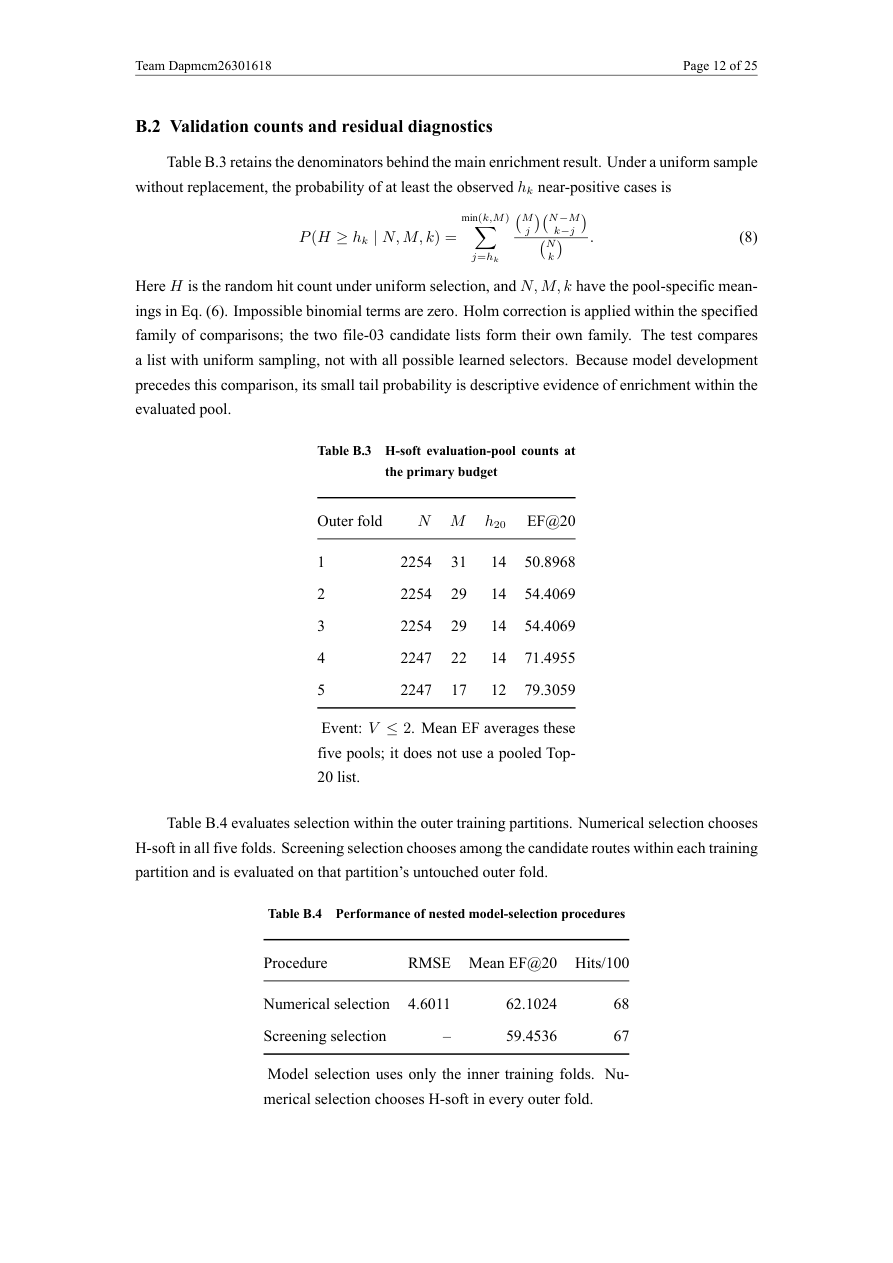 Team Dapmcm26301618 Page 12 of 25
B.2 Validation counts and residual diagnostics
Table B.3 retains the denominators behind the main enrichment result. Under a uniform sample
without replacement, the probability of at least the observed h_k near-positive cases is
P(H ≥ h_k | N, M, k) = \sum_{j=h_k}^{min(k,M)} \frac{\binom{M}{j}\binom{N−M}{k−j}}{\binom{N}{k}}. (8)
Here H is the random hit count under uniform selection, and N, M, k have the pool-specific mean-
ings in Eq. (6). Impossible binomial terms are zero. Holm correction is applied within the specified
family of comparisons; the two file-03 candidate lists form their own family. The test compares
a list with uniform sampling, not with all possible learned selectors. Because model development
precedes this comparison, its small tail probability is descriptive evidence of enrichment within the
evaluated pool.
Table B.3 H-soft evaluation-pool counts at
the primary budget
Outer fold N M h_20 EF@20
1 2254 31 14 50.8968
2 2254 29 14 54.4069
3 2254 29 14 54.4069
4 2247 22 14 71.4955
5 2247 17 12 79.3059
Event: V ≤ 2. Mean EF averages these
five pools; it does not use a pooled Top-
20 list.
Table B.4 evaluates selection within the outer training partitions. Numerical selection chooses
H-soft in all five folds. Screening selection chooses among the candidate routes within each training
partition and is evaluated on that partition's untouched outer fold.
Table B.4 Performance of nested model-selection procedures
Procedure RMSE Mean EF@20 Hits/100
Numerical selection 4.6011 62.1024 68
Screening selection – 59.4536 67
Model selection uses only the inner training folds. Nu-
merical selection chooses H-soft in every outer fold.